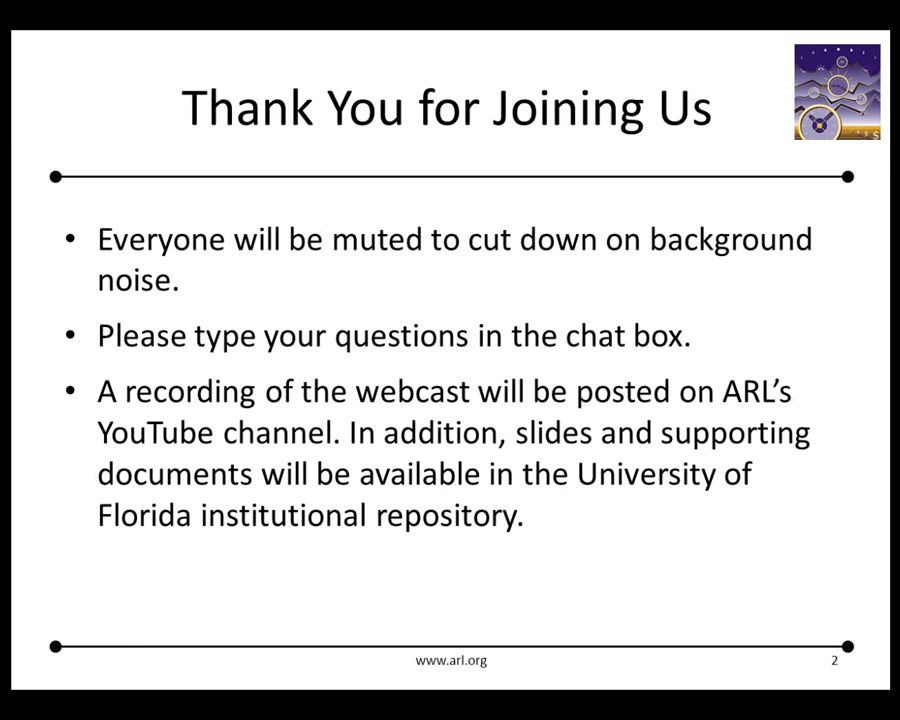 Thank You for Joining Us
• Everyone will be muted to cut down on background
noise.
• Please type your questions in the chat box.
• A recording of the webcast will be posted on ARL’s
YouTube channel. In addition, slides and supporting
documents will be available in the University of
Florida institutional repository.
www.arl.org
2